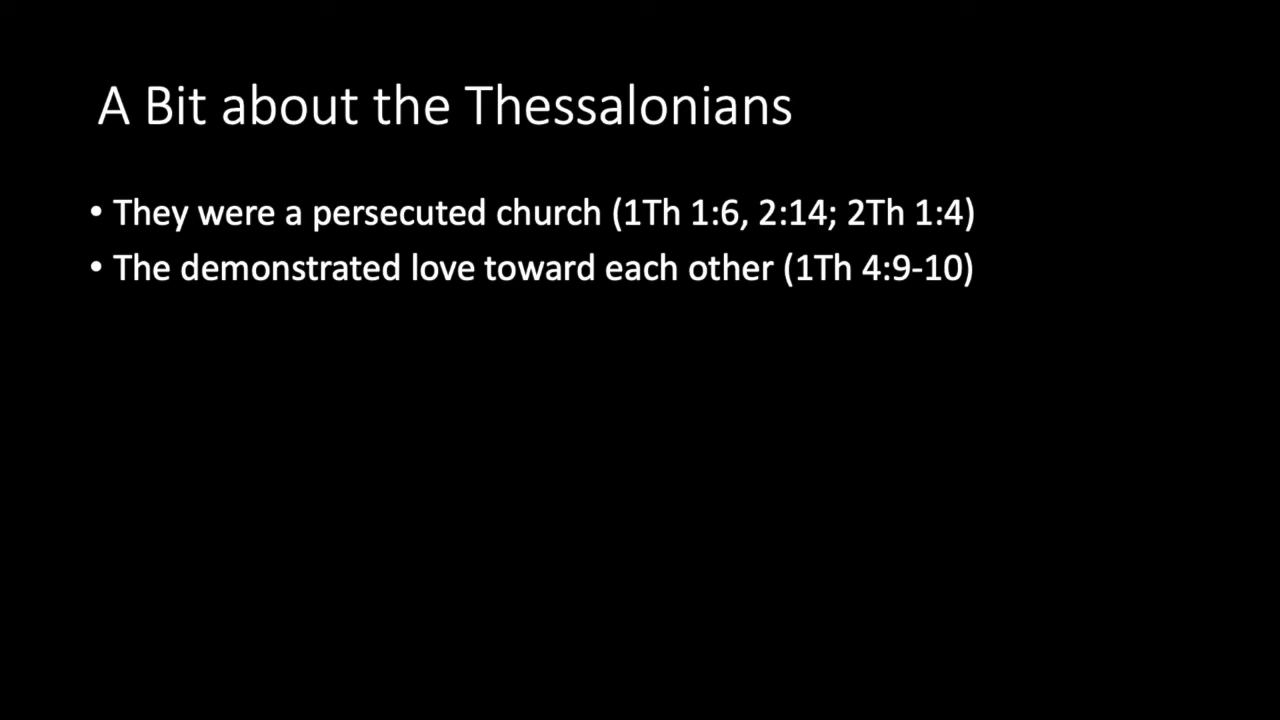 A Bit about the Thessalonians
• They were a persecuted church (1Th 1:6, 2:14; 2Th 1:4)
• The demonstrated love toward each other (1Th 4:9-10)